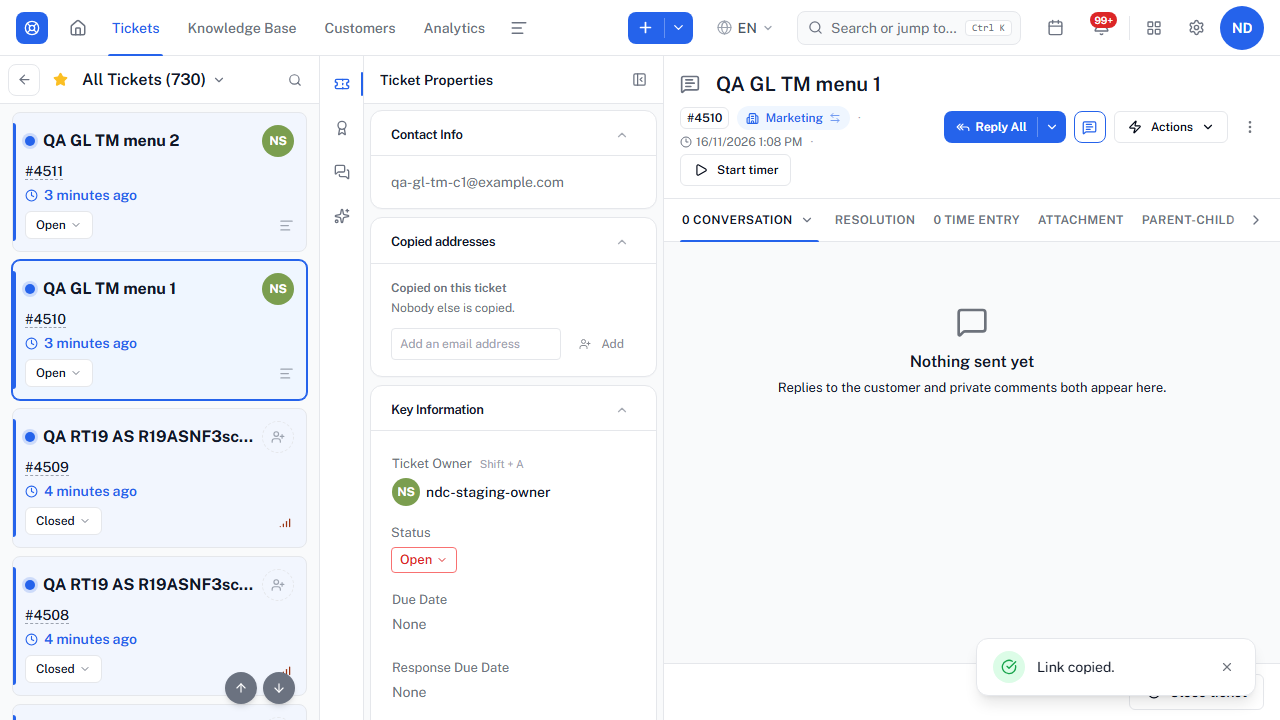 Tickets
Knowledge Base
Customers
Analytics
EN
Search or jump to...
Ctrl K
99+
ND
All Tickets (730)
QA GL TM menu 2
NS
#4511
3 minutes ago
Open
QA GL TM menu 1
NS
#4510
3 minutes ago
Open
QA RT19 AS R19ASNF3sc...
#4509
4 minutes ago
Closed
QA RT19 AS R19ASNF3sc...
#4508
4 minutes ago
Closed
Ticket Properties
Contact Info
qa-gl-tm-c1@example.com
Copied addresses
Copied on this ticket
Nobody else is copied.
Add an email address
Add
Key Information
Ticket Owner Shift + A
NS ndc-staging-owner
Status
Open
Due Date
None
Response Due Date
None
QA GL TM menu 1
#4510 Marketing ·
16/11/2026 1:08 PM ·
Start timer
Reply All
Actions
0 CONVERSATION
RESOLUTION
0 TIME ENTRY
ATTACHMENT
PARENT-CHILD
Nothing sent yet
Replies to the customer and private comments both appear here.
Link copied.